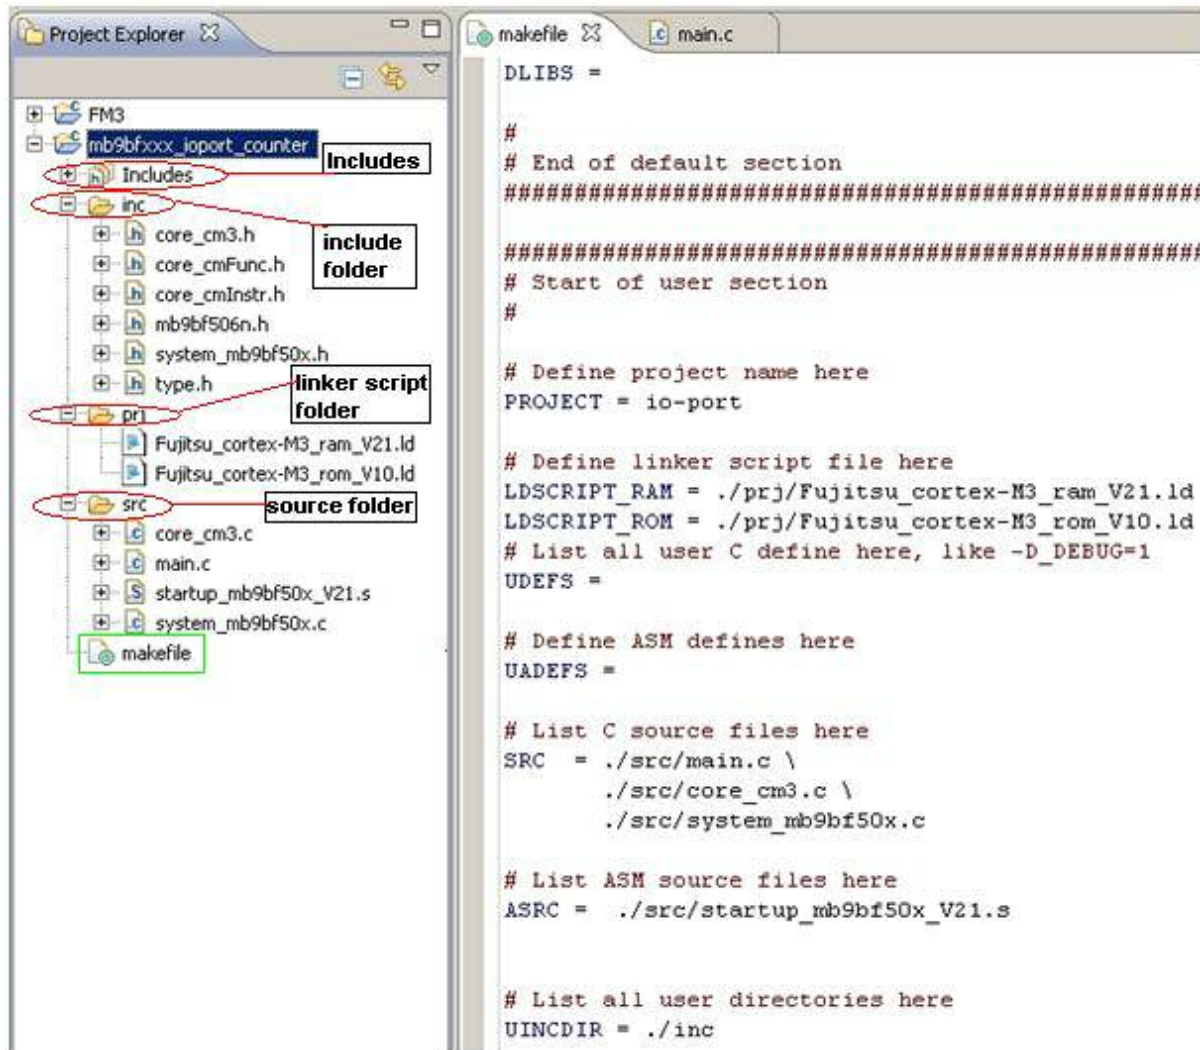 Project Explorer
FM3
mb9bfxxx_ioport_counter
Includes
Includes
inc
include
folder
core_cm3.h
core_cmFunc.h
core_cmInstr.h
mb9bf506n.h
system_mb9bf50x.h
type.h
linker script
folder
prj
Fujitsu_cortex-M3_ram_V21.ld
Fujitsu_cortex-M3_rom_V10.ld
src
source folder
core_cm3.c
main.c
startup_mb9bf50x_V21.s
system_mb9bf50x.c
makefile
makefile
main.c
DLIBS =
#
# End of default section
##################################################
##################################################
# Start of user section
#
# Define project name here
PROJECT = io-port
# Define linker script file here
LDSCRIPT_RAM = ./prj/Fujitsu_cortex-M3_ram_V21.ld
LDSCRIPT_ROM = ./prj/Fujitsu_cortex-M3_rom_V10.ld
# List all user C define here, like -D_DEBUG=1
UDEFS =
# Define ASM defines here
UADEFS =
# List C source files here
SRC  = ./src/main.c \
./src/core_cm3.c \
./src/system_mb9bf50x.c
# List ASM source files here
ASRC =  ./src/startup_mb9bf50x_V21.s
# List all user directories here
UINCDIR = ./inc